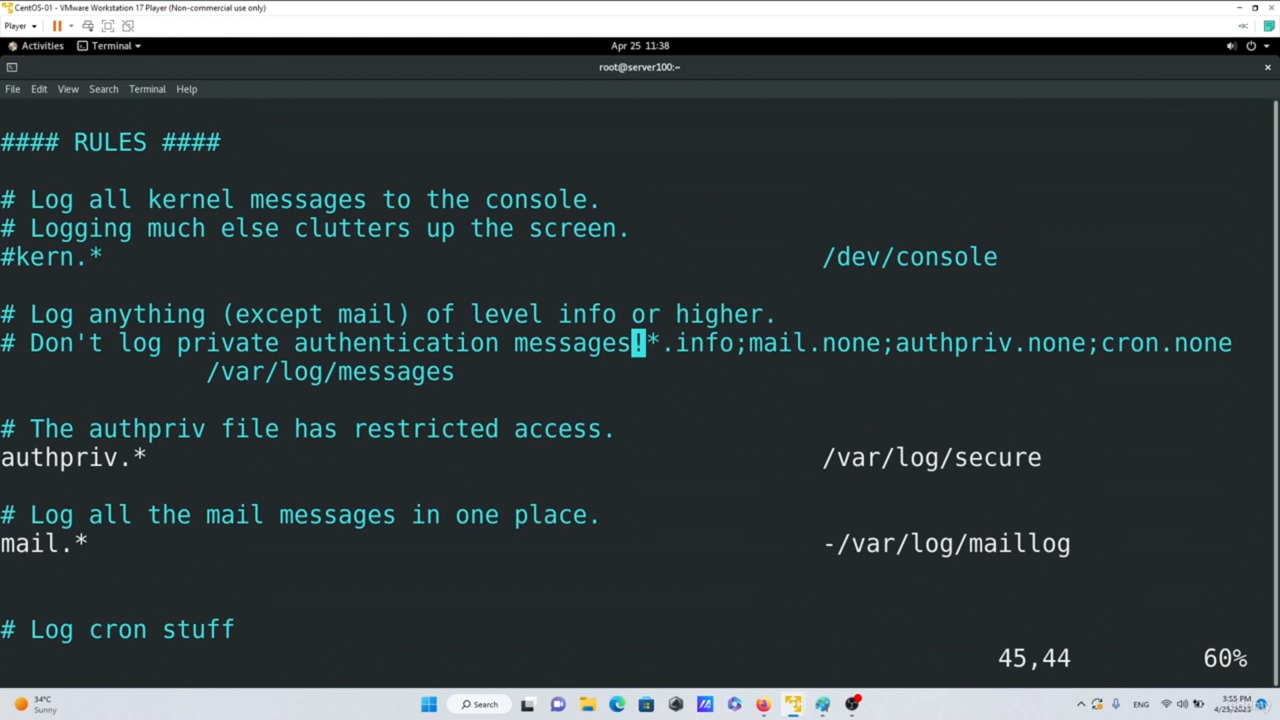 CentOS-01 - VMware Workstation 17 Player (Non-commercial use only)
Player
Activities Terminal Apr 25 11:38
root@server100:~
File Edit View Search Terminal Help
#### RULES ####
# Log all kernel messages to the console.
# Logging much else clutters up the screen.
#kern.* /dev/console
# Log anything (except mail) of level info or higher.
# Don't log private authentication messages!*.info;mail.none;authpriv.none;cron.none
/var/log/messages
# The authpriv file has restricted access.
authpriv.* /var/log/secure
# Log all the mail messages in one place.
mail.* -/var/log/maillog
# Log cron stuff
45,44 60%
34°C
Sunny
Search
ENG
3:55 PM
4/25/2023